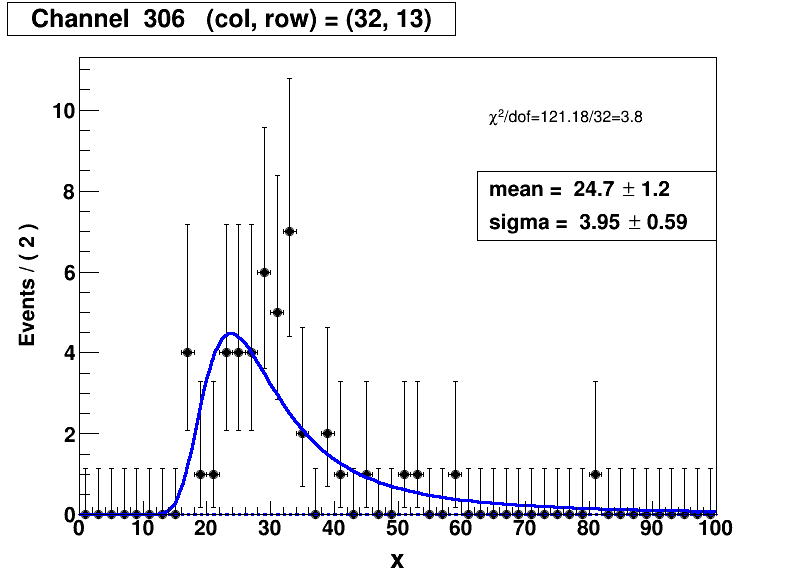 Channel  306   (col, row) = (32, 13)
χ²/dof=121.18/32=3.8
mean =  24.7 ± 1.2
sigma =  3.95 ± 0.59
Events / ( 2 )
10
8
6
4
2
0
0 10 20 30 40 50 60 70 80 90 100
x